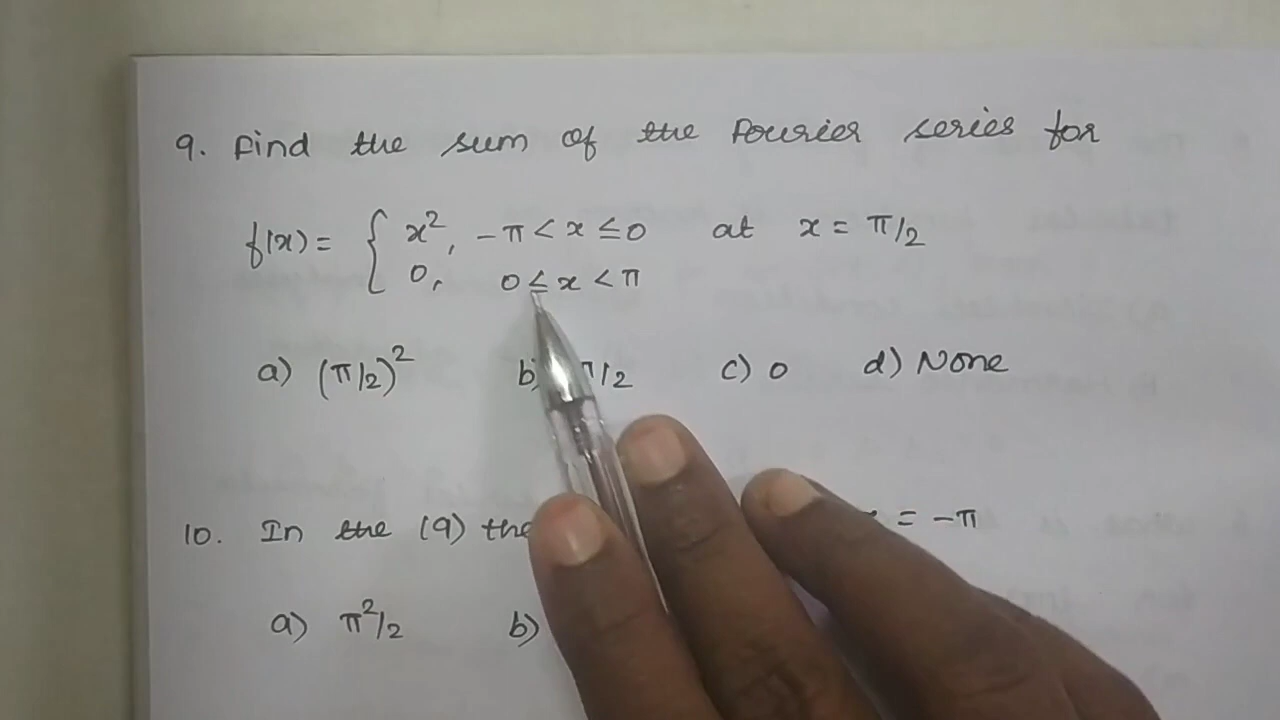 9. Find the sum of the Fourier series for
f(x) = { x², -π < x ≤ 0 at x = π/2
0, 0 ≤ x < π
a) (π/2)² b) π/2 c) 0 d) None
10. In the (9) the = -π
a) π²/2 b)